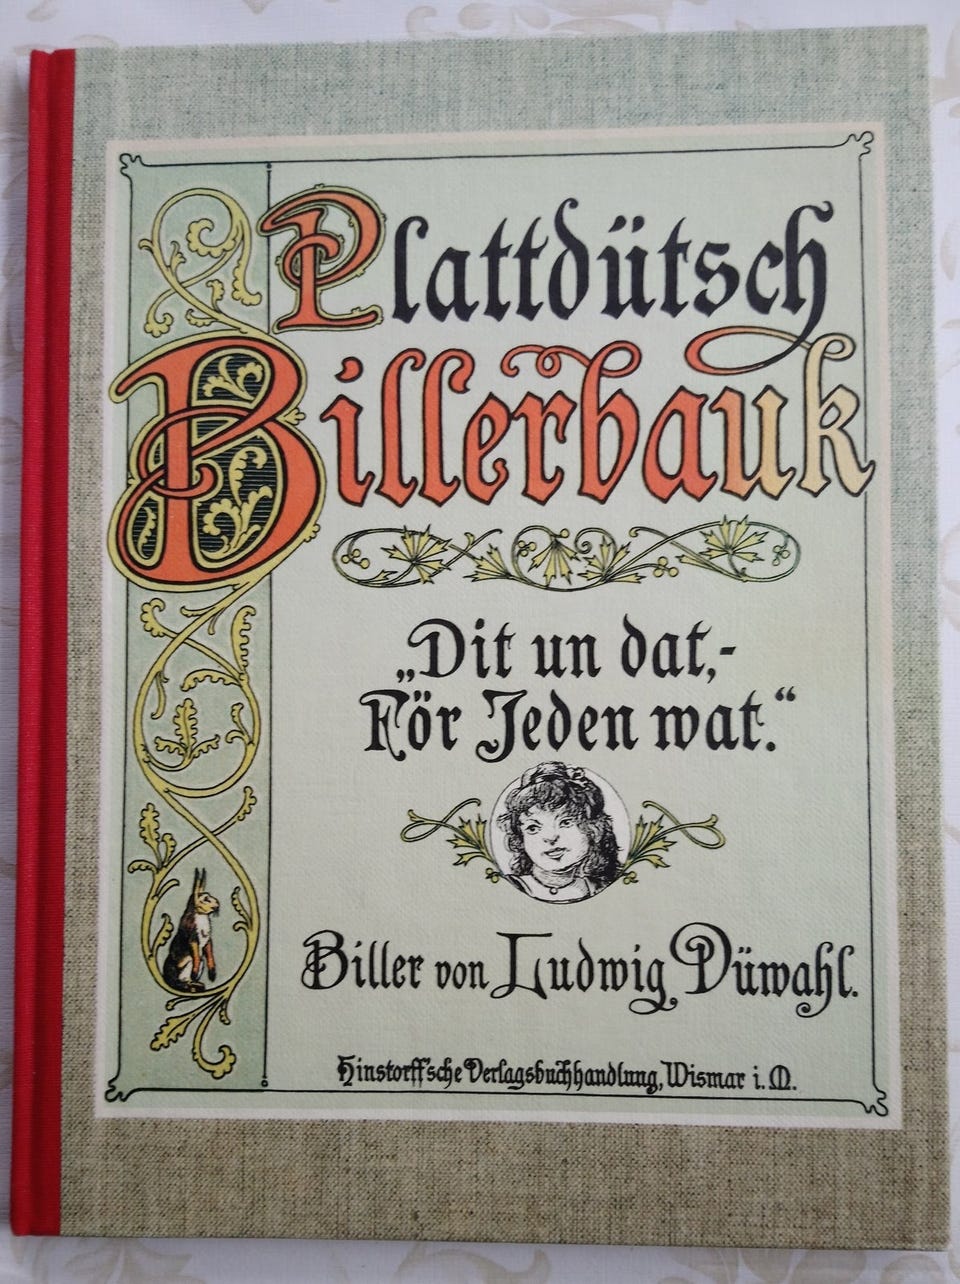 Plattdütsch
Billerbauk
„Dit un dat,-
För Jeden wat.“
Biller von Ludwig Düwahl.
Hinstorff'sche Verlagsbuchhandlung, Wismar i. M.